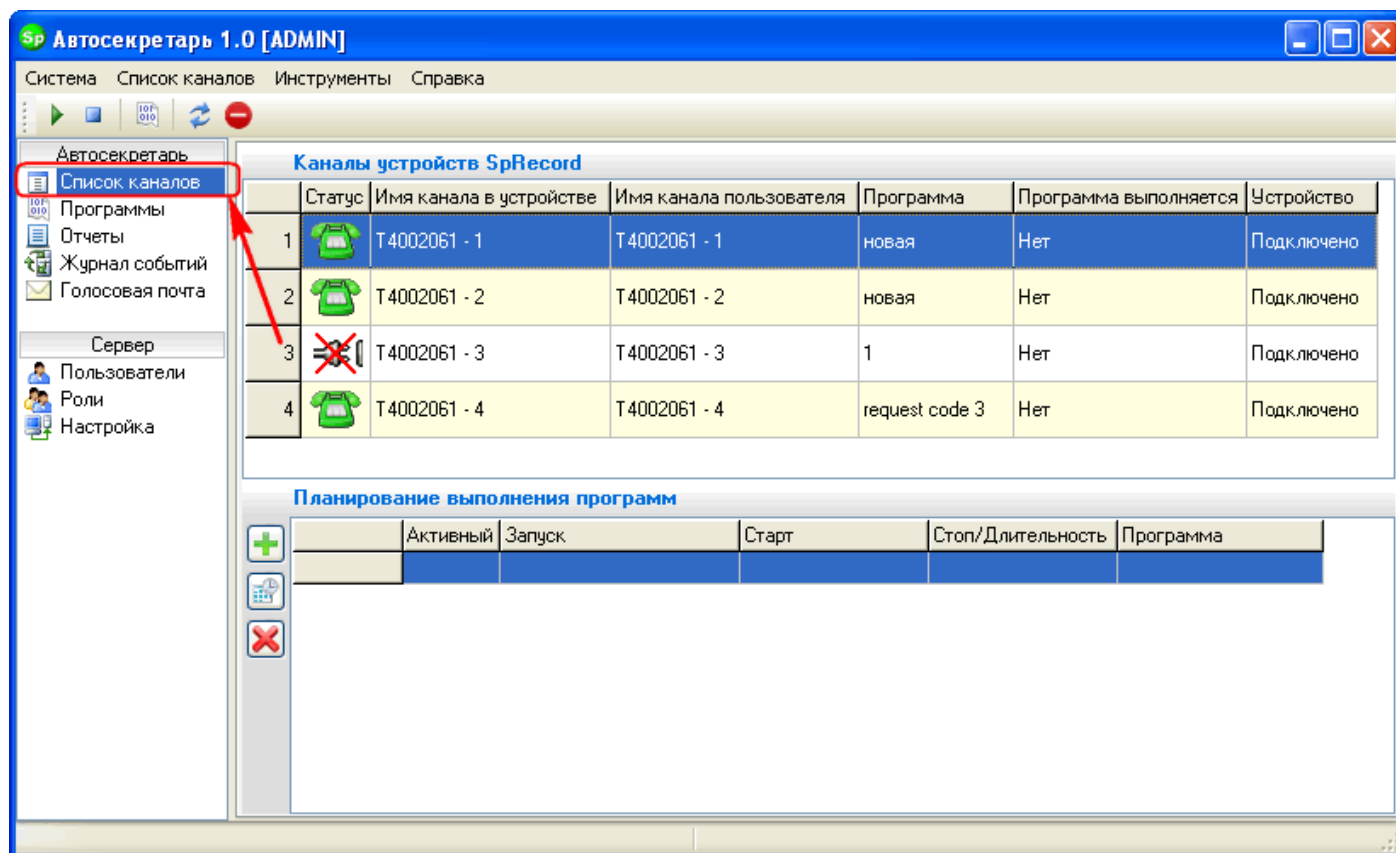 Sp Автосекретарь 1.0 [ADMIN]
Система Список каналов Инструменты Справка
Автосекретарь
Список каналов
Программы
Отчеты
Журнал событий
Голосовая почта
Сервер
Пользователи
Роли
Настройка
Каналы устройств SpRecord
Статус Имя канала в устройстве Имя канала пользователя Программа Программа выполняется Устройство
1 T4002061 - 1 T4002061 - 1 новая Нет Подключено
2 T4002061 - 2 T4002061 - 2 новая Нет Подключено
3 T4002061 - 3 T4002061 - 3 1 Нет Подключено
4 T4002061 - 4 T4002061 - 4 request code 3 Нет Подключено
Планирование выполнения программ
Активный Запуск Старт Стоп/Длительность Программа